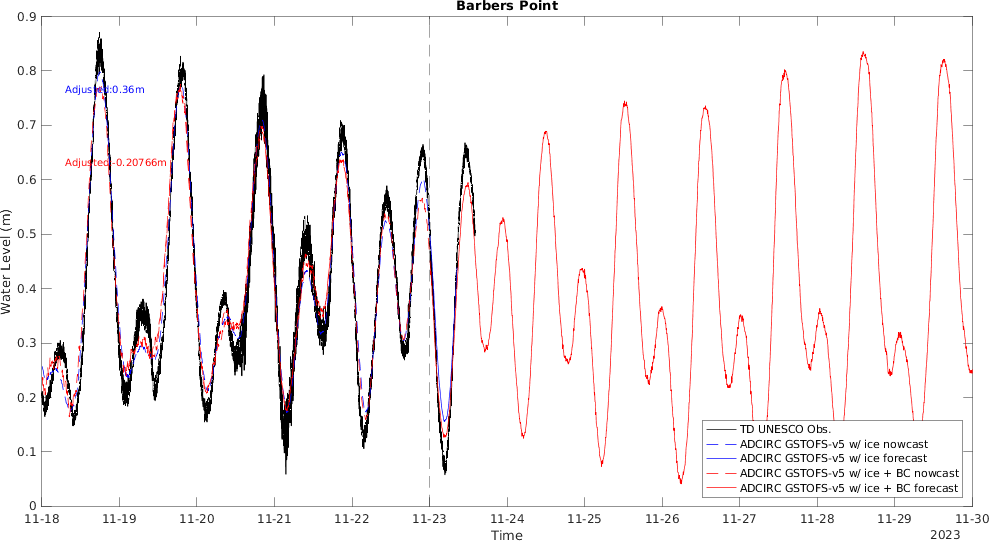 Barbers Point
Water Level (m)
0.9
0.8
0.7
0.6
0.5
0.4
0.3
0.2
0.1
0
Adjusted:0.36m
Adjusted:-0.20766m
TD UNESCO Obs.
ADCIRC GSTOFS-v5 w/ ice nowcast
ADCIRC GSTOFS-v5 w/ ice forecast
ADCIRC GSTOFS-v5 w/ ice + BC nowcast
ADCIRC GSTOFS-v5 w/ ice + BC forecast
11-18 11-19 11-20 11-21 11-22 11-23 11-24 11-25 11-26 11-27 11-28 11-29 11-30
Time
2023